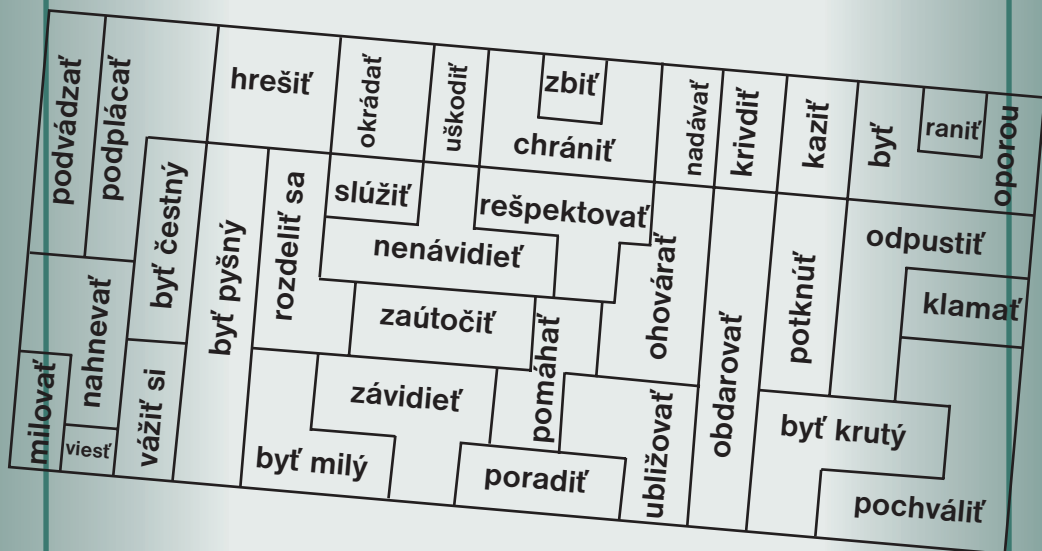 podvádzať
podplácať
hrešiť
okrádať
uškodiť
zbiť
chrániť
nadávať
krivdiť
kaziť
byť
raniť
oporou
byť čestný
byť pyšný
rozdeliť sa
slúžiť
rešpektovať
nenávidieť
ohovárať
obdarovať
potknúť
odpustiť
klamať
nahnevať
zaútočiť
pomáhať
milovať
viesť
vážiť si
závidieť
byť milý
poradiť
ubližovať
byť krutý
pochváliť